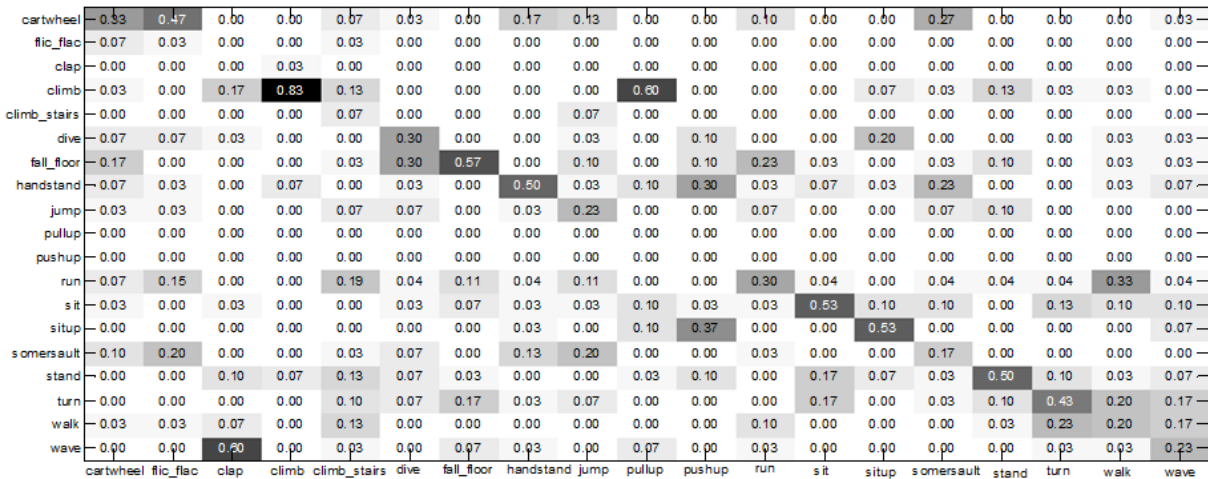 cartwheel 0.33 0.47 0.00 0.00 0.07 0.03 0.00 0.17 0.13 0.00 0.00 0.10 0.00 0.00 0.27 0.00 0.00 0.00 0.03
flic_flac 0.07 0.03 0.00 0.00 0.03 0.00 0.00 0.00 0.00 0.00 0.00 0.00 0.00 0.00 0.00 0.00 0.00 0.00 0.00
clap 0.00 0.00 0.00 0.03 0.00 0.00 0.00 0.00 0.00 0.00 0.00 0.00 0.00 0.00 0.00 0.00 0.00 0.00 0.00
climb 0.03 0.00 0.17 0.83 0.13 0.00 0.00 0.00 0.00 0.60 0.00 0.00 0.00 0.07 0.03 0.13 0.03 0.03 0.00
climb_stairs 0.00 0.00 0.00 0.00 0.07 0.00 0.00 0.00 0.07 0.00 0.00 0.00 0.00 0.00 0.00 0.00 0.00 0.00 0.00
dive 0.07 0.07 0.03 0.00 0.00 0.30 0.00 0.00 0.03 0.00 0.10 0.00 0.00 0.20 0.00 0.00 0.00 0.03 0.03
fall_floor 0.17 0.00 0.00 0.00 0.03 0.30 0.57 0.00 0.10 0.00 0.10 0.23 0.03 0.00 0.03 0.10 0.00 0.03 0.03
handstand 0.07 0.03 0.00 0.07 0.00 0.03 0.00 0.50 0.03 0.10 0.30 0.03 0.07 0.03 0.23 0.00 0.00 0.03 0.07
jump 0.03 0.03 0.00 0.00 0.07 0.07 0.00 0.03 0.23 0.00 0.00 0.07 0.00 0.00 0.07 0.10 0.00 0.00 0.00
pullup 0.00 0.00 0.00 0.00 0.00 0.00 0.00 0.00 0.00 0.00 0.00 0.00 0.00 0.00 0.00 0.00 0.00 0.00 0.00
pushup 0.00 0.00 0.00 0.00 0.00 0.00 0.00 0.00 0.00 0.00 0.00 0.00 0.00 0.00 0.00 0.00 0.00 0.00 0.00
run 0.07 0.15 0.00 0.00 0.19 0.04 0.11 0.04 0.11 0.00 0.00 0.30 0.04 0.00 0.04 0.04 0.04 0.33 0.04
sit 0.03 0.00 0.03 0.00 0.00 0.03 0.07 0.03 0.03 0.10 0.03 0.03 0.53 0.10 0.10 0.00 0.13 0.10 0.10
situp 0.00 0.00 0.00 0.00 0.00 0.00 0.00 0.03 0.00 0.10 0.37 0.00 0.00 0.53 0.00 0.00 0.00 0.00 0.07
somersault 0.10 0.20 0.00 0.00 0.03 0.07 0.00 0.13 0.20 0.00 0.00 0.03 0.00 0.00 0.17 0.00 0.00 0.00 0.00
stand 0.00 0.00 0.10 0.07 0.13 0.07 0.03 0.00 0.00 0.03 0.10 0.00 0.17 0.07 0.03 0.50 0.10 0.03 0.07
turn 0.00 0.00 0.00 0.00 0.10 0.07 0.17 0.03 0.07 0.00 0.00 0.00 0.17 0.00 0.03 0.10 0.43 0.20 0.17
walk 0.03 0.03 0.07 0.00 0.13 0.00 0.00 0.00 0.00 0.00 0.00 0.10 0.00 0.00 0.00 0.03 0.23 0.20 0.17
wave 0.00 0.00 0.60 0.00 0.03 0.00 0.07 0.03 0.00 0.07 0.00 0.03 0.00 0.00 0.00 0.00 0.03 0.03 0.23
cartwheel flic_flac clap climb climb_stairs dive fall_floor handstand jump pullup pushup run sit situp somersault stand turn walk wave